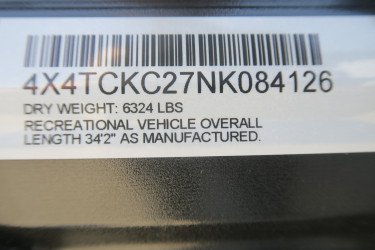 4X4TCKC27NK084126
DRY WEIGHT: 6324 LBS
RECREATIONAL VEHICLE OVERALL
LENGTH 34'2" AS MANUFACTURED.